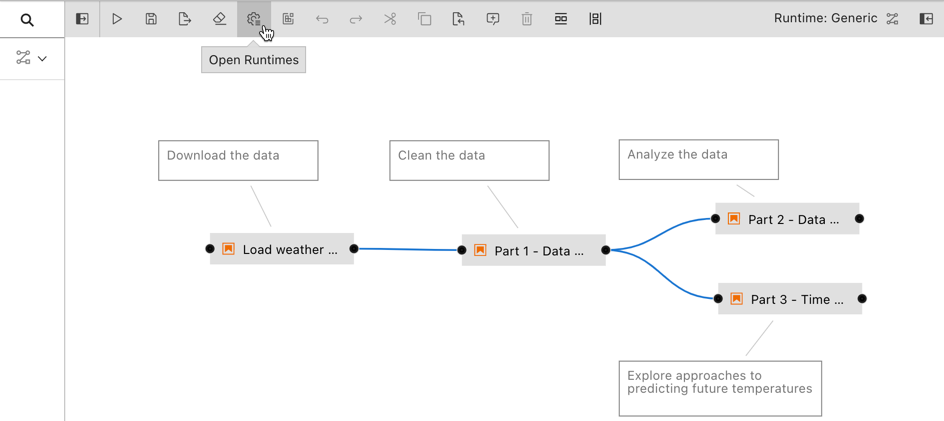 Runtime: Generic
Open Runtimes
Download the data
Clean the data
Analyze the data
Load weather ...
Part 1 - Data ...
Part 2 - Data ...
Part 3 - Time ...
Explore approaches to
predicting future temperatures